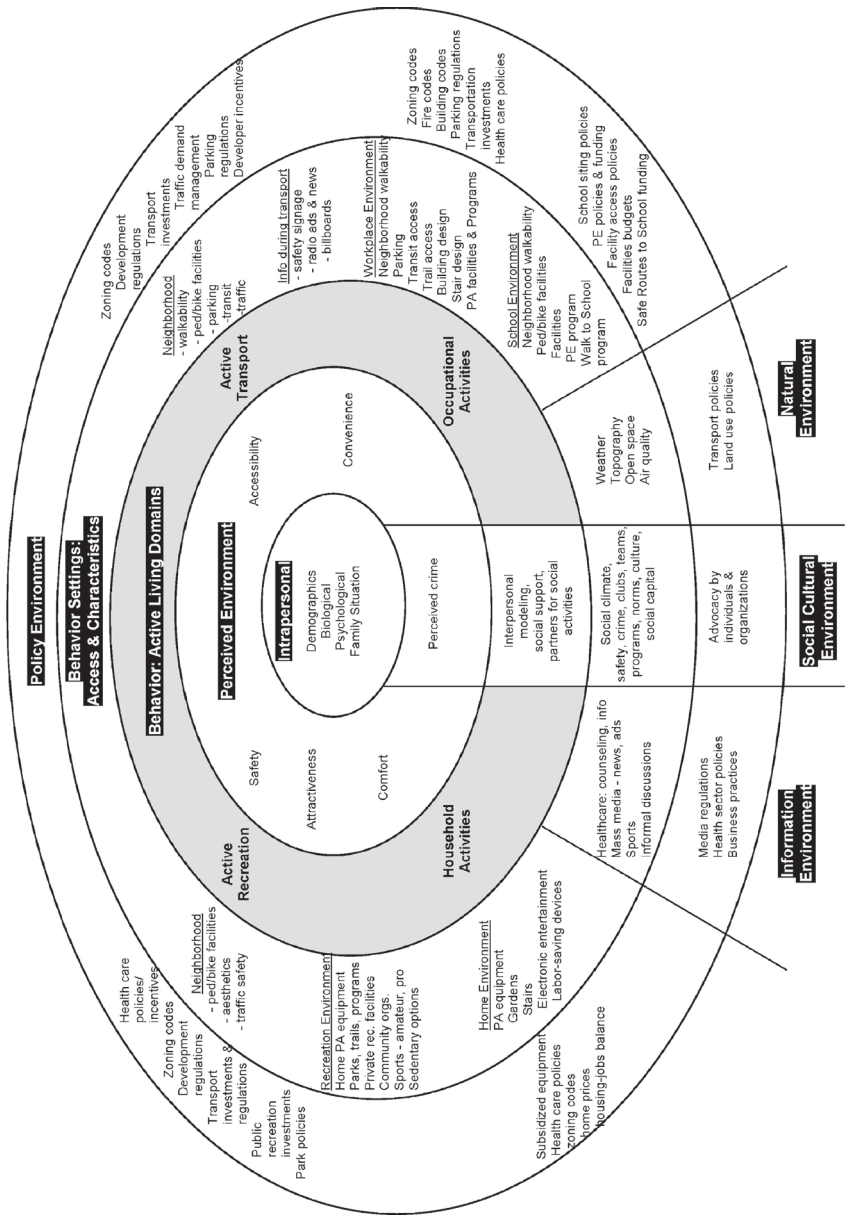 Policy Environment
Behavior Settings:
Access & Characteristics
Behavior: Active Living Domains
Perceived Environment
Intrapersonal
Demographics
Biological
Psychological
Family Situation
Safety
Attractiveness
Comfort
Accessibility
Convenience
Perceived crime
Active
Recreation
Active
Transport
Household
Activities
Occupational
Activities
Interpersonal
modeling,
social support,
partners for social
activities
Health care
policies/
incentives
Zoning codes
Development
regulations
Transport
investments &
regulations
Public
recreation
investments
Park policies
Neighborhood
- ped/bike facilities
- aesthetics
- traffic safety
Recreation Environment
Home PA equipment
Parks, trails, programs
Private rec. facilities
Community orgs.
Sports - amateur, pro
Sedentary options
Home Environment
PA equipment
Gardens
Stairs
Electronic entertainment
Labor-saving devices
Subsidized equipment
Health care policies
zoning codes
home prices
housing-jobs balance
Zoning codes
Development
regulations
Transport
investments
Traffic demand
management
Parking
regulations
Developer incentives
Neighborhood
- walkability
- ped/bike facilities
- parking
-transit
-traffic
Info during transport
- safety signage
- radio ads & news
- billboards
Workplace Environment
Neighborhood walkability
Parking
Transit access
Trail access
Building design
Stair design
PA facilities & Programs
Zoning codes
Fire codes
Building codes
Parking regulations
Transportation
investments
Health care policies
School Environment
Neighborhood walkability
Ped/bike facilities
Facilities
PE program
Walk to School
program
School siting policies
PE policies & funding
Facility access policies
Facilities budgets
Safe Routes to School funding
Healthcare: counseling, info
Mass media - news, ads
Sports
Informal discussions
Social climate,
safety, crime, clubs, teams,
programs, norms, culture,
social capital
Weather
Topography
Open space
Air quality
Media regulations
Health sector policies
Business practices
Advocacy by
individuals &
organizations
Transport policies
Land use policies
Information
Environment
Social Cultural
Environment
Natural
Environment